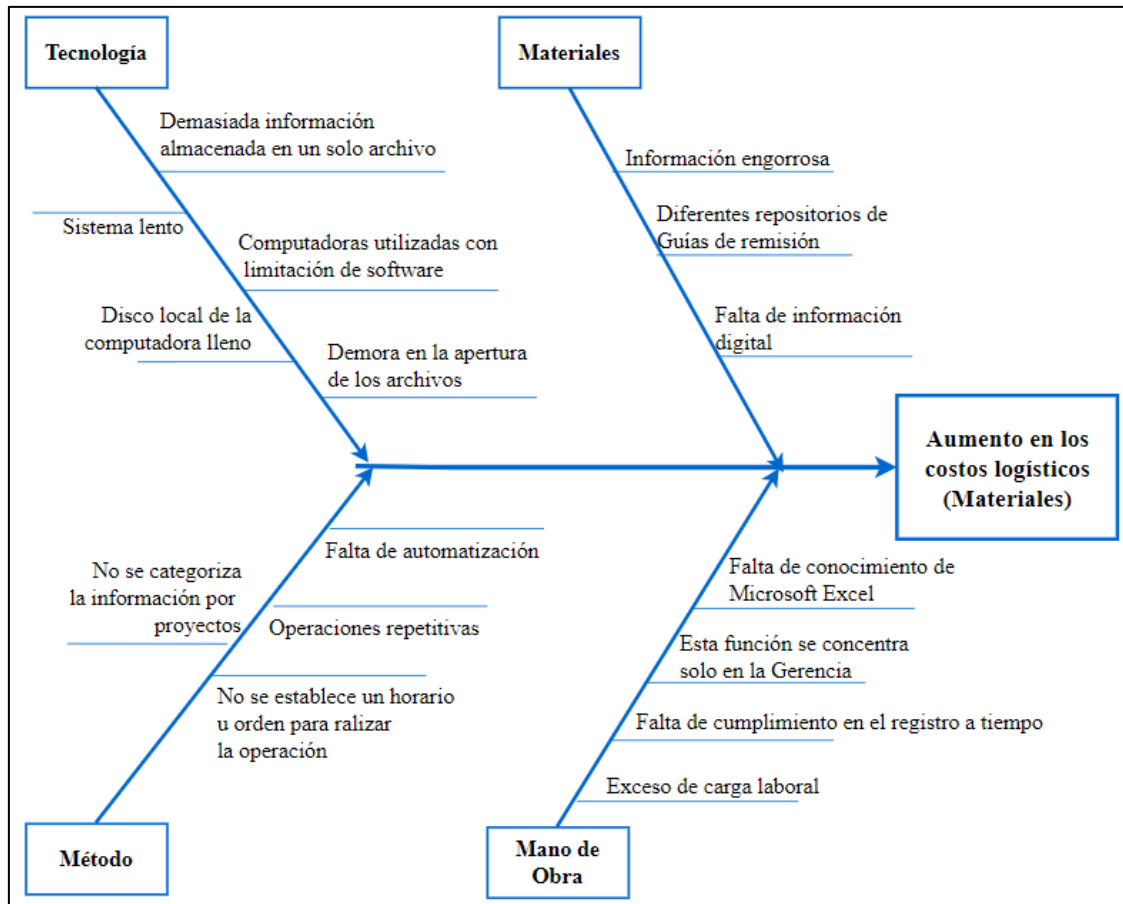 Tecnología
Materiales
Demasiada información
almacenada en un solo archivo
Sistema lento
Computadoras utilizadas con
limitación de software
Disco local de la
computadora lleno
Demora en la apertura
de los archivos
Información engorrosa
Diferentes repositorios de
Guías de remisión
Falta de información
digital
Aumento en los
costos logísticos
(Materiales)
Falta de automatización
No se categoriza
la información por
proyectos
Operaciones repetitivas
No se establece un horario
u orden para ralizar
la operación
Falta de conocimiento de
Microsoft Excel
Esta función se concentra
solo en la Gerencia
Falta de cumplimiento en el registro a tiempo
Exceso de carga laboral
Método
Mano de
Obra